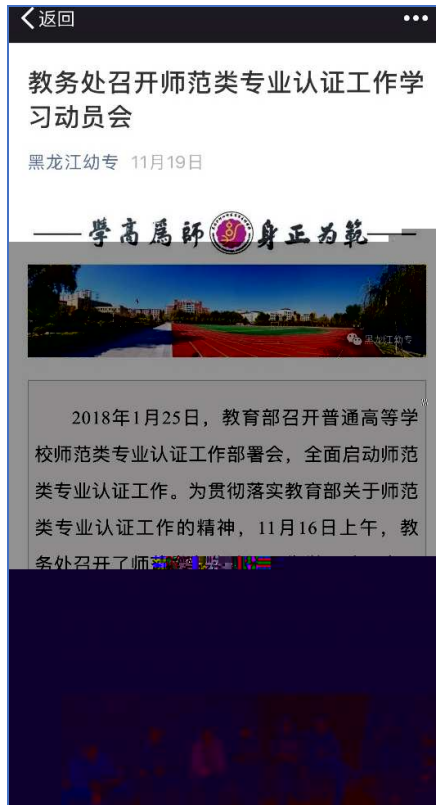 返回
教务处召开师范类专业认证工作学
习动员会
黑龙江幼专 11月19日
學高爲師 身正为範
黑龙江幼专
2018年1月25日，教育部召开普通高等学
校师范类专业认证工作部署会，全面启动师范
类专业认证工作。为贯彻落实教育部关于师范
类专业认证工作的精神，11月16日上午，教
务处召开了师